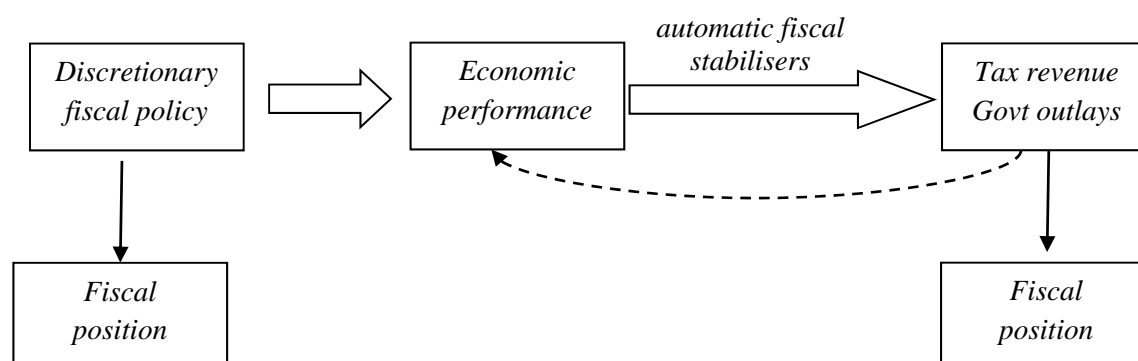 automatic fiscal
stabilisers
Discretionary
fiscal policy
Economic
performance
Tax revenue
Govt outlays
Fiscal
position
Fiscal
position